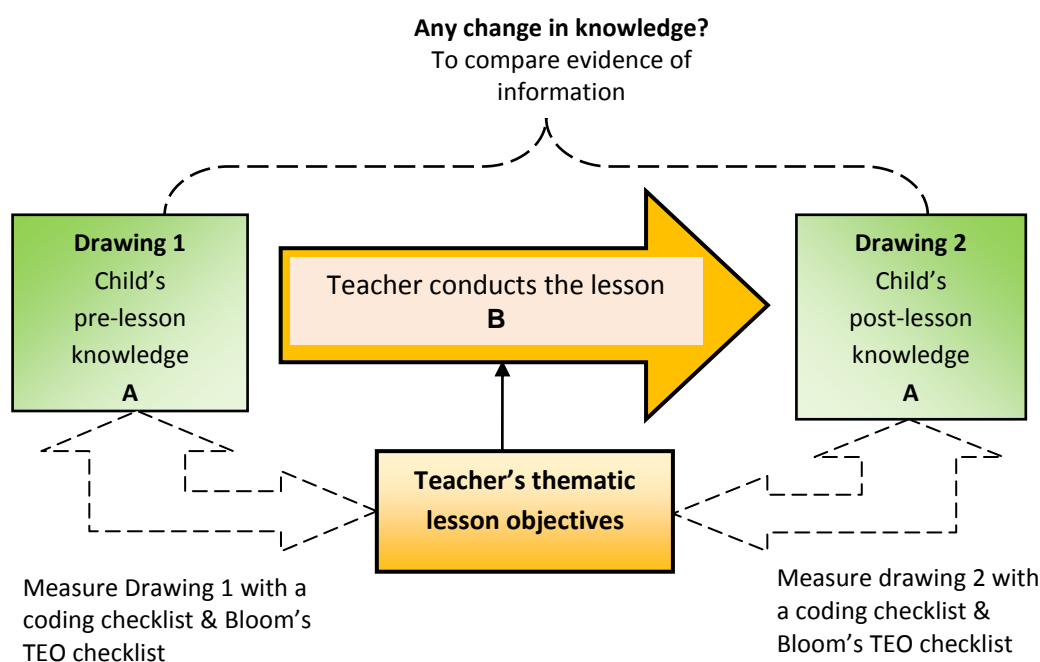 Any change in knowledge?
To compare evidence of
information
Drawing 1
Child’s
pre-lesson
knowledge
A
Teacher conducts the lesson
B
Drawing 2
Child’s
post-lesson
knowledge
A
Teacher’s thematic
lesson objectives
Measure Drawing 1 with a
coding checklist & Bloom’s
TEO checklist
Measure drawing 2 with
a coding checklist &
Bloom’s TEO checklist